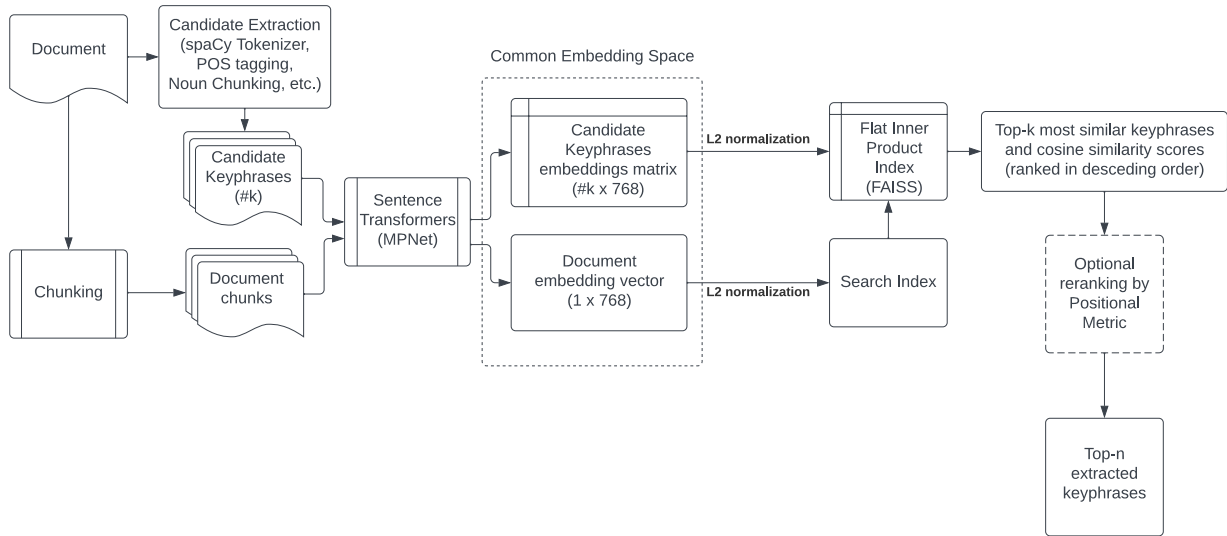 Document
Candidate Extraction
(spaCy Tokenizer,
POS tagging,
Noun Chunking, etc.)
Candidate
Keyphrases
(#k)
Chunking
Document
chunks
Sentence
Transformers
(MPNet)
Common Embedding Space
Candidate
Keyphrases
embeddings matrix
(#k x 768)
Document
embedding vector
(1 x 768)
L2 normalization
L2 normalization
Flat Inner
Product
Index
(FAISS)
Search Index
Top-k most similar keyphrases
and cosine similarity scores
(ranked in desceding order)
Optional
reranking by
Positional
Metric
Top-n
extracted
keyphrases